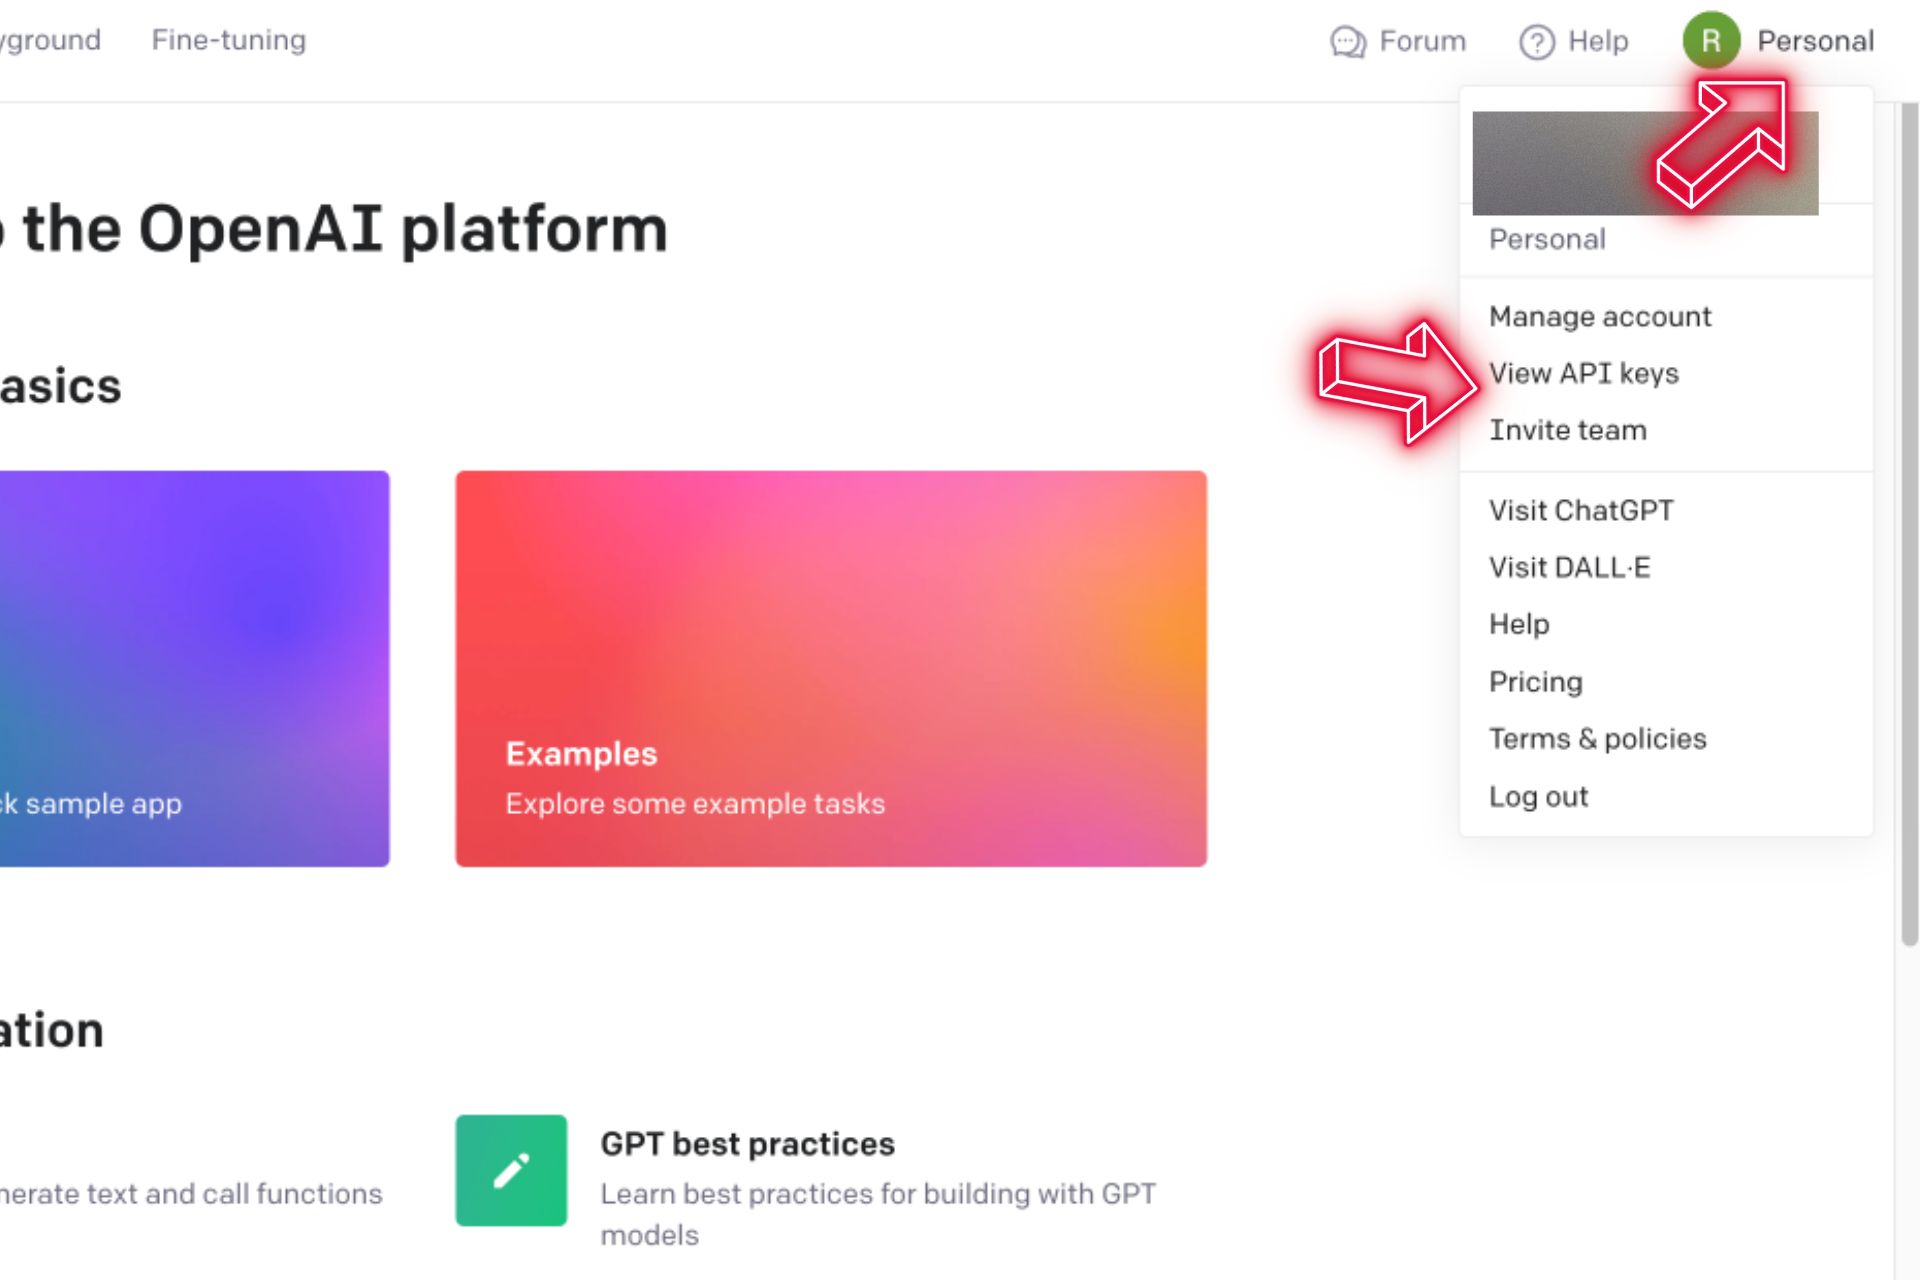 Fine-tuning
Forum
Help
R
Personal
the OpenAI platform
Personal
Manage account
View API keys
Invite team
Visit ChatGPT
Visit DALL·E
Help
Pricing
Terms & policies
Log out
asics
sample app
Examples
Explore some example tasks
ation
text and call functions
GPT best practices
Learn best practices for building with GPT
models